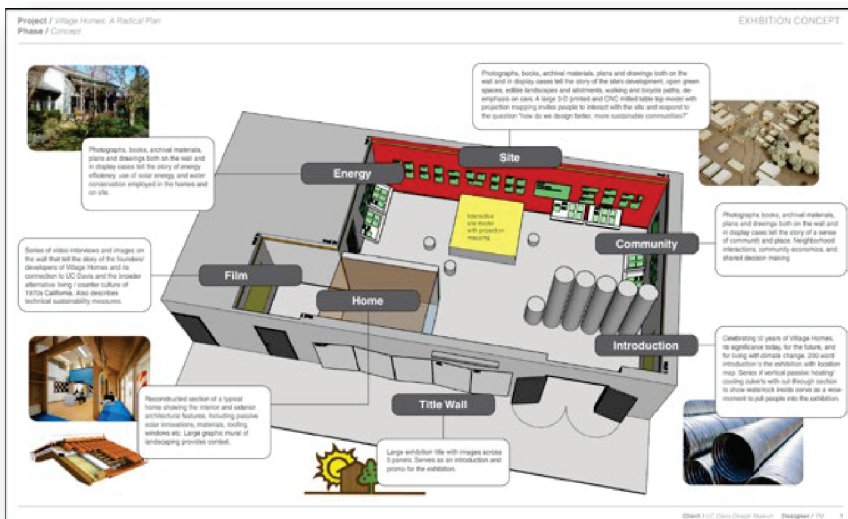 Project / Village Homes: A Radical Plan
Phase / Concept
EXHIBITION CONCEPT
Photographs, books, archival materials, plans and drawings both on the
wall and in display cases tell the story of the site's development, open green
spaces, edible landscapes and allotments, walking and bicycle paths, de-
emphasis on cars. A large 3-D printed and CNC milled table top model with
projection mapping invites people to interact with the site and respond to
the question "how do we design better, more sustainable communities?"
Site
Photographs, books, archival materials,
plans and drawings both on the wall and
in display cases tell the story of energy
efficiency, use of solar energy, and water
conservation employed in the homes and
on site.
Energy
Interactive
site model
with projection
mapping
Photographs books, archival materials,
plans and drawings both on the wall and
in display cases tell the story of a sense
of community and place. Neighborhood
interactions, community economics, and
shared decision making
Community
Series of video interviews and images on
the wall that tell the story of the founders/
developers of Village Homes and its
connection to UC Davis and the broader
alternative living / counter culture of
1970s California. Also describes
technical sustainability measures.
Film
Home
Introduction
Celebrating 50 years of Village Homes,
its significance today, for the future, and
for living with climate change. 200 word
introduction to the exhibition with location
map. Series of vertical passive heating/
cooling culverts with cut-through section
to show water/rock inside serve as a
moment to pull people into the exhibition.
Reconstructed section of a typical
home showing the interior and exterior
architectural features. Including passive
solar innovations, materials, roofing,
windows etc. Large graphic mural of
landscaping provides context.
Title Wall
Large exhibition title with images across
3 panels. Serves as an introduction and
promo for the exhibition.
Client / UC Davis Design Museum Designer / TM 1